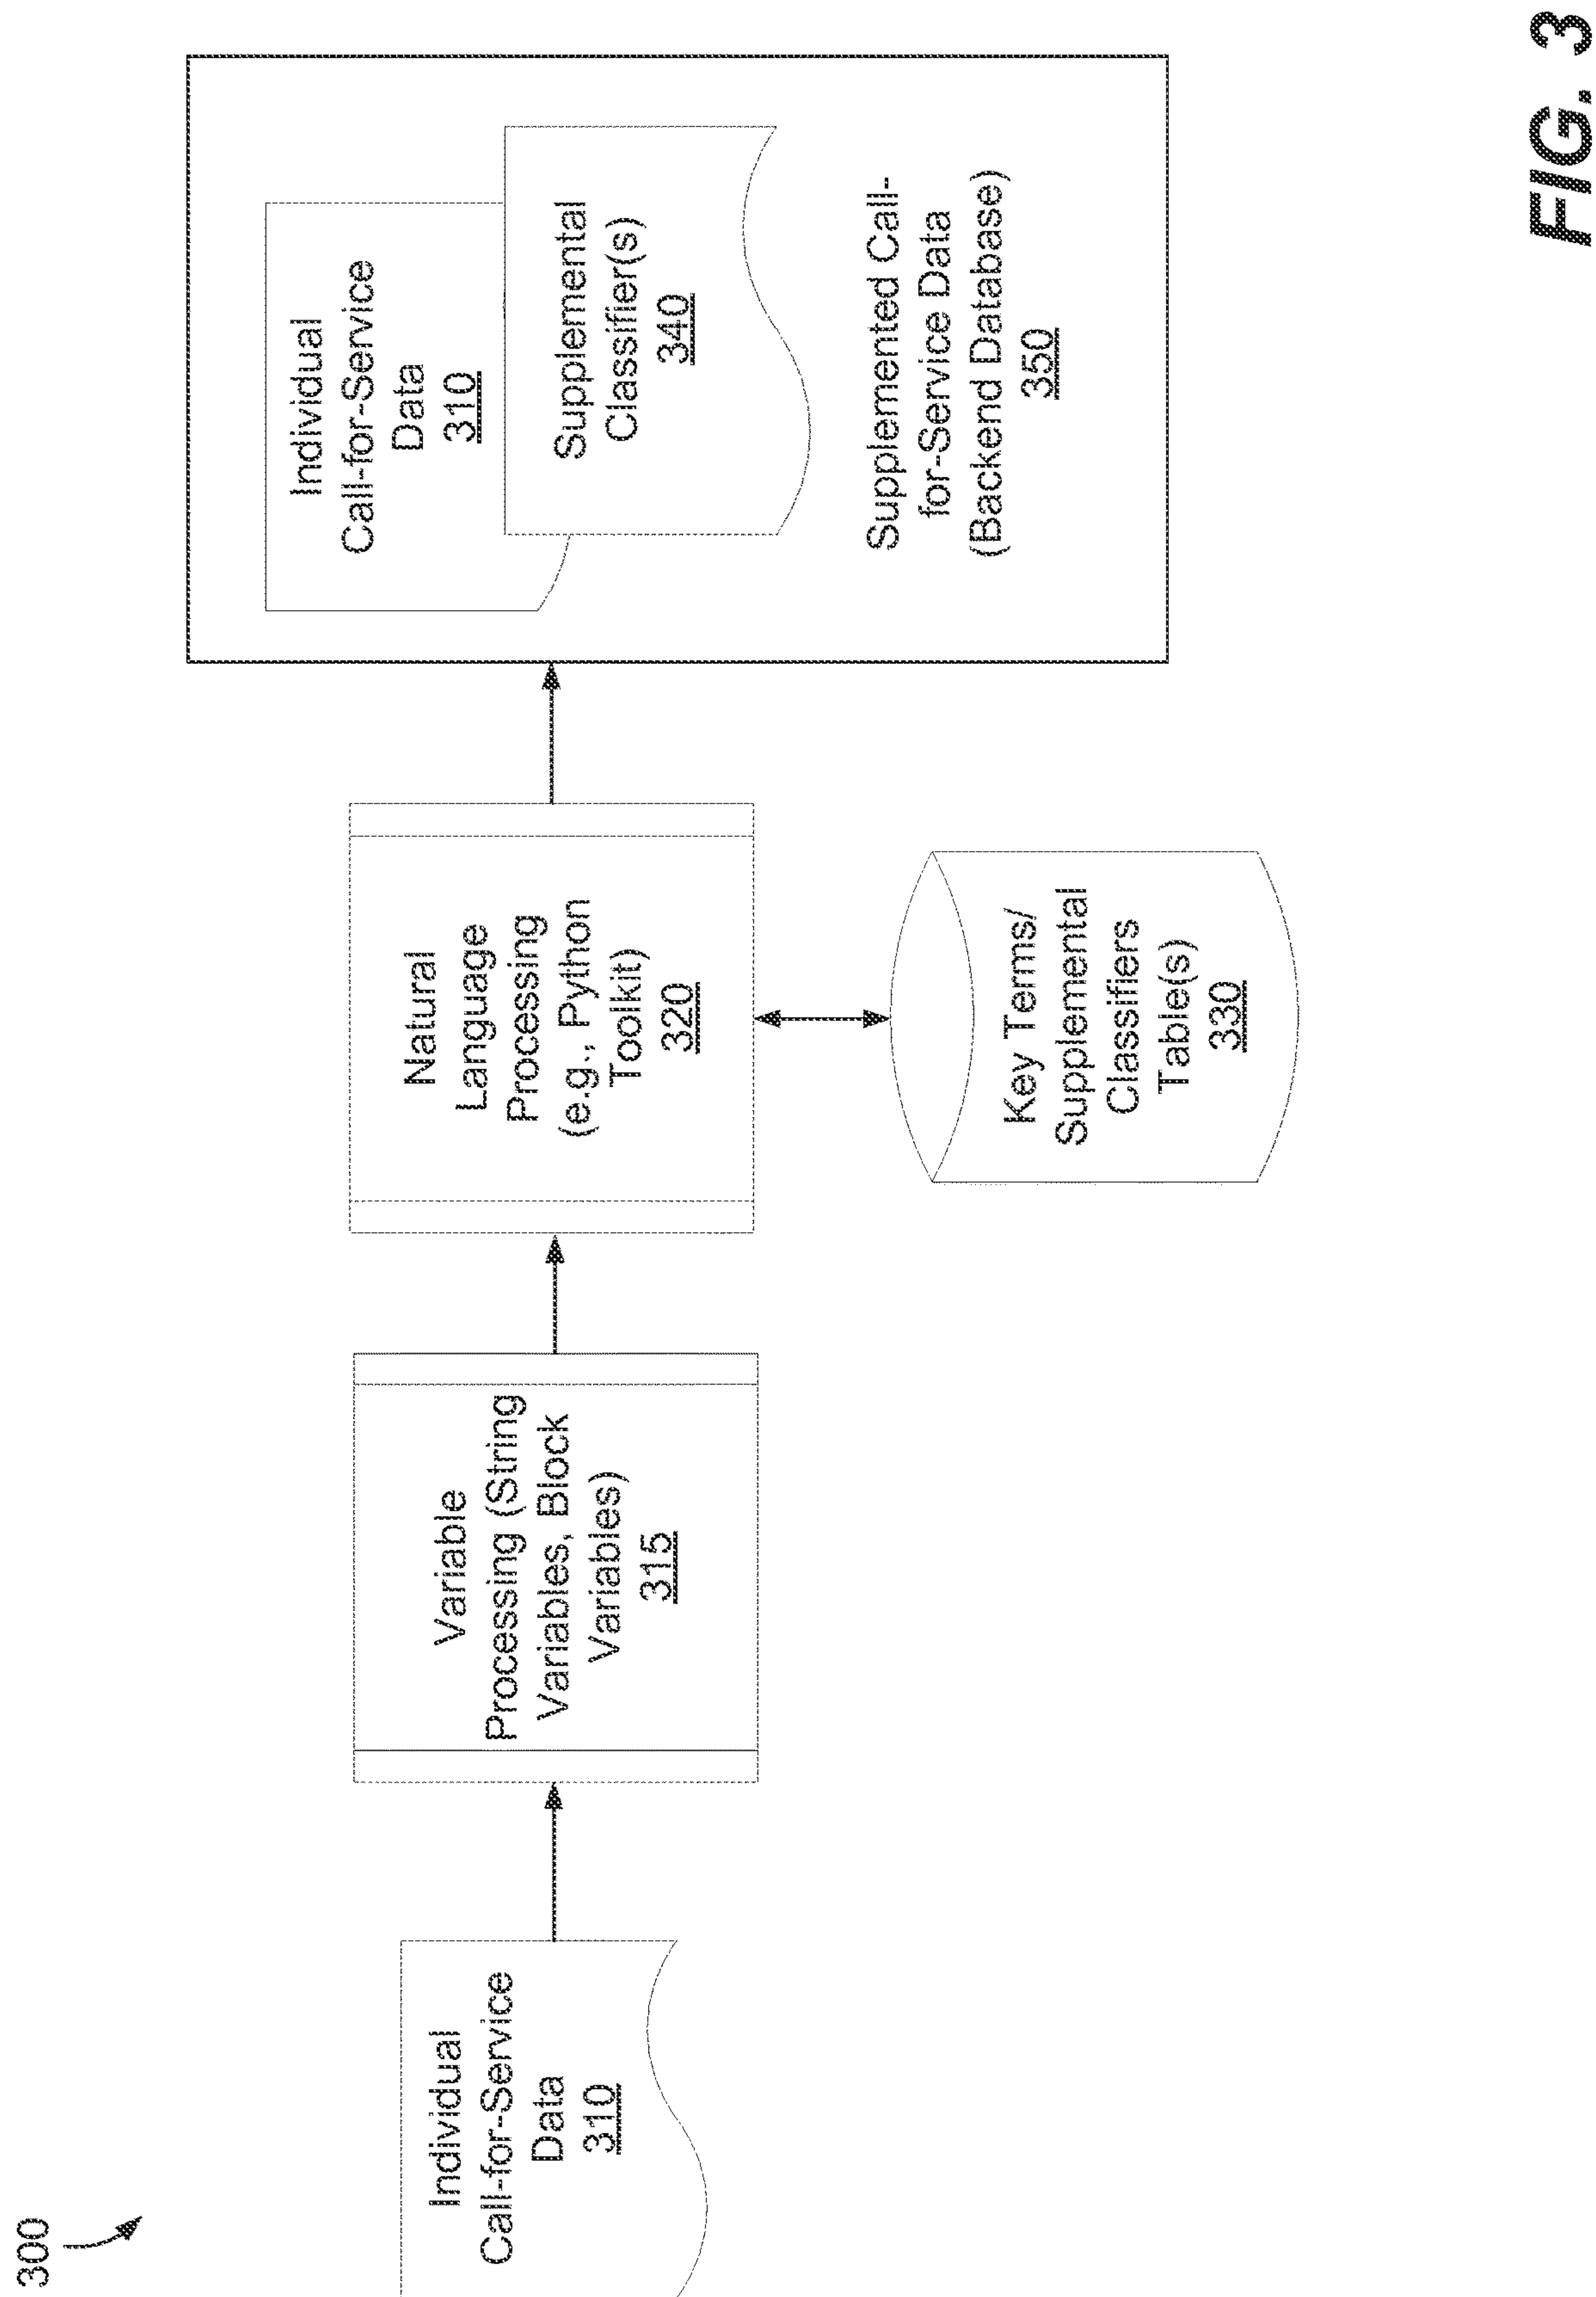 300
Individual
Call-for-Service
Data
310
Variable
Processing (String
Variables, Block
Variables)
315
Natural
Language
Processing
(e.g., Python
Toolkit)
320
Key Terms/
Supplemental
Classifiers
Table(s)
330
Individual
Call-for-Service
Data
310
Supplemental
Classifier(s)
340
Supplemented Call-
for-Service Data
(Backend Database)
350
FIG. 3